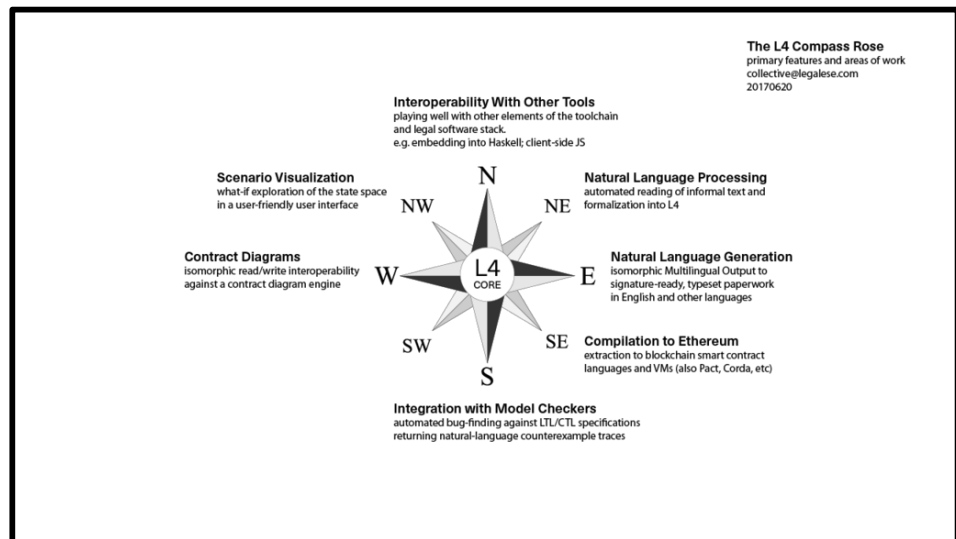 The L4 Compass Rose
primary features and areas of work
collective@legalese.com
20170620
Interoperability With Other Tools
playing well with other elements of the toolchain
and legal software stack.
e.g. embedding into Haskell; client-side JS
N
Scenario Visualization
what-if exploration of the state space
in a user-friendly user interface
NW
Natural Language Processing
automated reading of informal text and
formalization into L4
NE
Contract Diagrams
isomorphic read/write interoperability
against a contract diagram engine
W
L4
CORE
E
Natural Language Generation
isomorphic Multilingual Output to
signature-ready, typeset paperwork
in English and other languages
SW
SE
Compilation to Ethereum
extraction to blockchain smart contract
languages and VMs (also Pact, Corda, etc)
S
Integration with Model Checkers
automated bug-finding against LTL/CTL specifications
returning natural-language counterexample traces